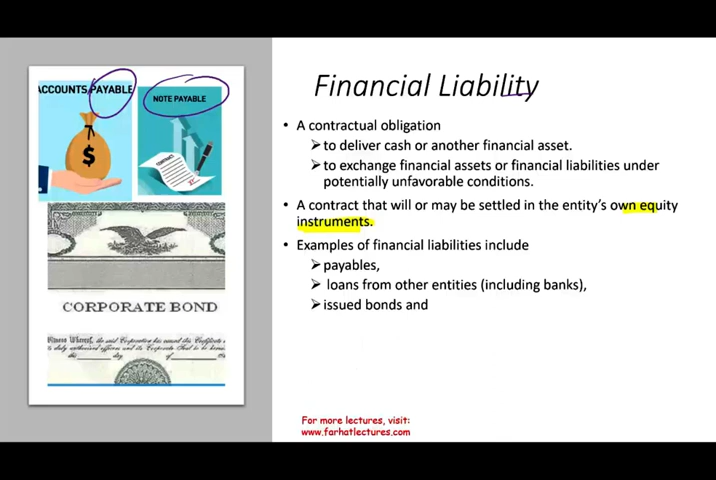 ACCOUNTS PAYABLE
NOTE PAYABLE
CONTRACT
$
CORPORATE BOND
Financial Liability
• A contractual obligation
➢ to deliver cash or another financial asset.
➢ to exchange financial assets or financial liabilities under
potentially unfavorable conditions.
• A contract that will or may be settled in the entity's own equity
instruments.
• Examples of financial liabilities include
➢ payables,
➢ loans from other entities (including banks),
➢ issued bonds and
For more lectures, visit:
www.farhatlectures.com